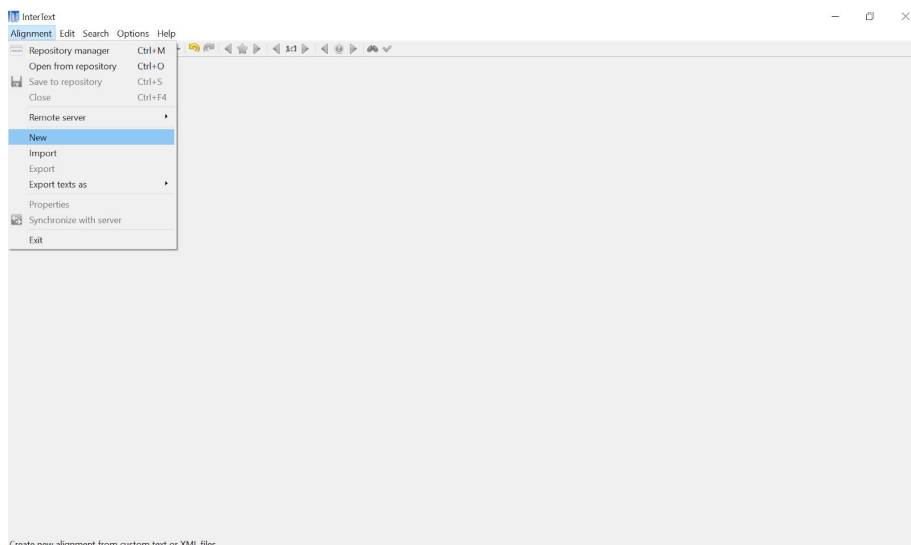 InterText
Alignment Edit Search Options Help
Repository manager Ctrl+M
1:1
Open from repository Ctrl+O
Save to repository Ctrl+S
Close Ctrl+F4
Remote server
New
Import
Export
Export texts as
Properties
Synchronize with server
Exit
Create new alignment from custom text or XML files